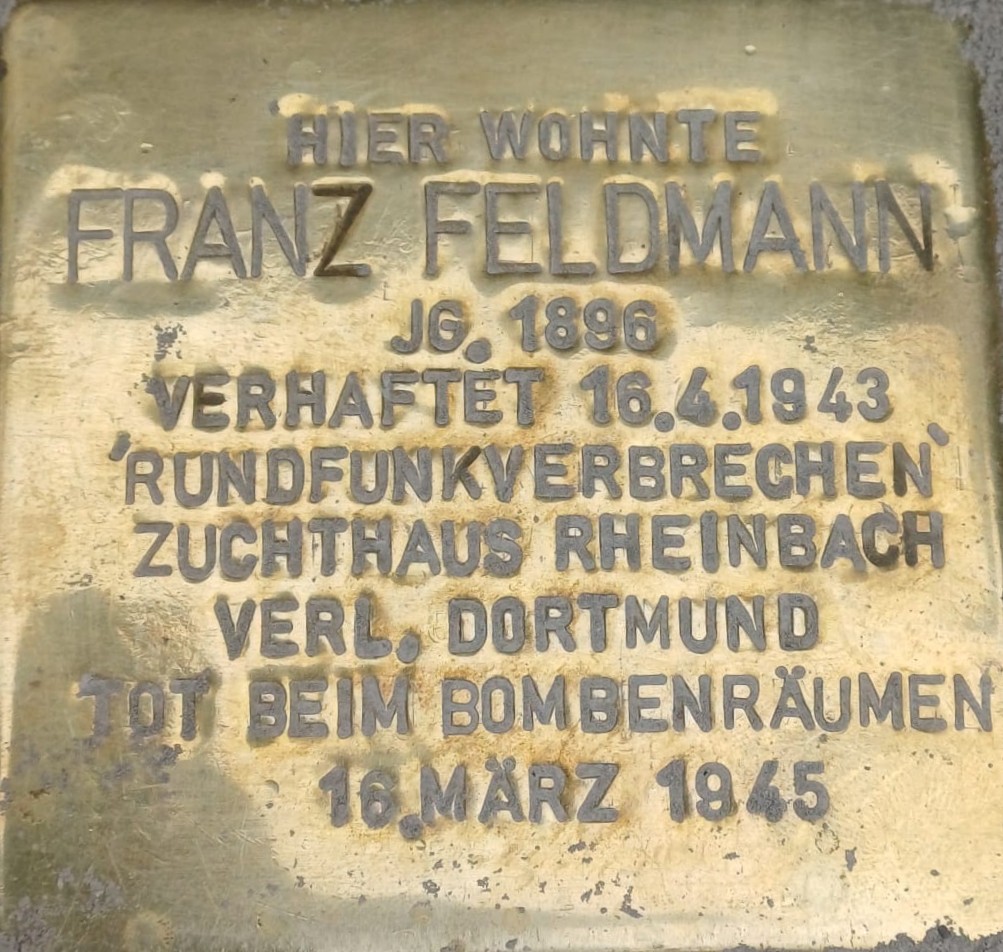 HIER WOHNTE
FRANZ FELDMANN
JG. 1896
VERHAFTET 16.4.1943
'RUNDFUNKVERBRECHEN'
ZUCHTHAUS RHEINBACH
VERL. DORTMUND
TOT BEIM BOMBENRÄUMEN
16.MÄRZ 1945